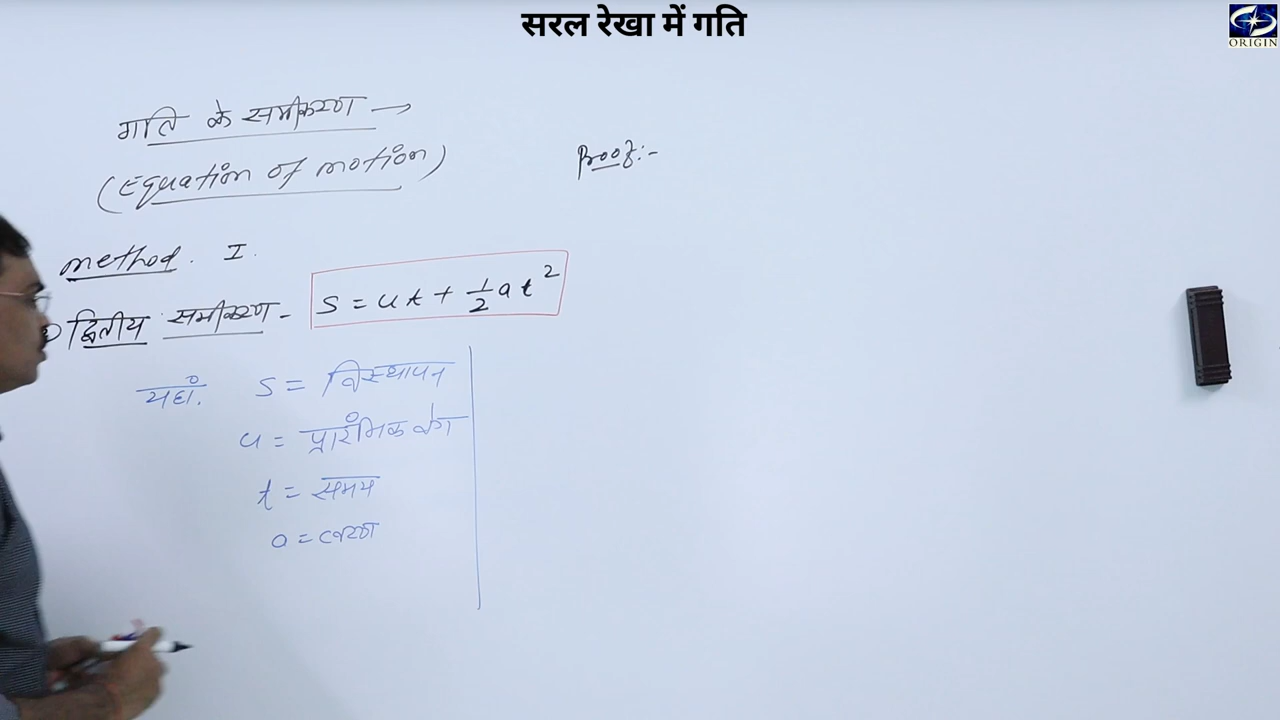 सरल रेखा में गति
ORIGIN
गति के समीकरण →
(Equation of motion)
Proof:-
method. I.
द्वितीय समीकरण - S = ut + 1/2 at²
यहाँ. S = विस्थापन
u = प्रारंभिक वेग
t = समय
a = त्वरण